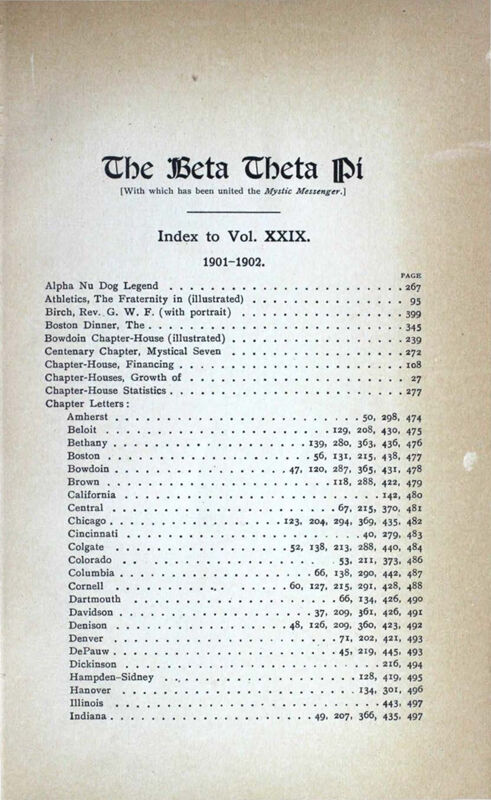 The Beta Theta Pi
[With which has been united the Mystic Messenger.]
Index to Vol. XXIX.
1901-1902.
PAGE
Alpha Nu Dog Legend . . . . . . . . . . . . . . . . . . . . . 267
Athletics, The Fraternity in (illustrated) . . . . . . . . . . . . . 95
Birch, Rev. G. W. F. (with portrait) . . . . . . . . . . . . . . 399
Boston Dinner, The . . . . . . . . . . . . . . . . . . . . . . 345
Bowdoin Chapter-House (illustrated) . . . . . . . . . . . . . . 239
Centenary Chapter, Mystical Seven . . . . . . . . . . . . . . 272
Chapter-House, Financing . . . . . . . . . . . . . . . . . . . 108
Chapter-Houses, Growth of . . . . . . . . . . . . . . . . . . 27
Chapter-House Statistics . . . . . . . . . . . . . . . . . . . . 277
Chapter Letters :
Amherst . . . . . . . . . . . . . . . . . . . . 50, 298, 474
Beloit . . . . . . . . . . . . . . . . . . 129, 208, 430, 475
Bethany . . . . . . . . . . . . . . . 139, 280, 363, 436, 476
Boston . . . . . . . . . . . . . . . . 56, 131, 215, 438, 477
Bowdoin . . . . . . . . . . . . . 47, 120, 287, 365, 431, 478
Brown . . . . . . . . . . . . . . . . . . 118, 288, 422, 479
California . . . . . . . . . . . . . . . . . . . . . 142, 480
Central . . . . . . . . . . . . . . . . . . 67, 215, 370, 481
Chicago . . . . . . . . . . . . . 123, 204, 294, 369, 435, 482
Cincinnati . . . . . . . . . . . . . . . . . . . 40, 279, 483
Colgate . . . . . . . . . . . . . 52, 138, 213, 288, 440, 484
Colorado . . . . . . . . . . . . . . . . . 53, 211, 373, 486
Columbia . . . . . . . . . . . . . . . 66, 138, 290, 442, 487
Cornell . . . . . . . . . . . . . 60, 127, 215, 291, 428, 488
Dartmouth . . . . . . . . . . . . . . . . . 66, 134, 426, 490
Davidson . . . . . . . . . . . . . . . 37, 209, 361, 426, 491
Denison . . . . . . . . . . . . . 48, 126, 209, 360, 423, 492
Denver . . . . . . . . . . . . . . . . . . 71, 202, 421, 493
DePauw . . . . . . . . . . . . . . . . . . 45, 219, 445, 493
Dickinson . . . . . . . . . . . . . . . . . . . . . 216, 494
Hampden-Sidney . . . . . . . . . . . . . . . 128, 419, 495
Hanover . . . . . . . . . . . . . . . . . . . 134, 301, 496
Illinois . . . . . . . . . . . . . . . . . . . . . . 443, 497
Indiana . . . . . . . . . . . . . . . . 49, 207, 366, 435, 497